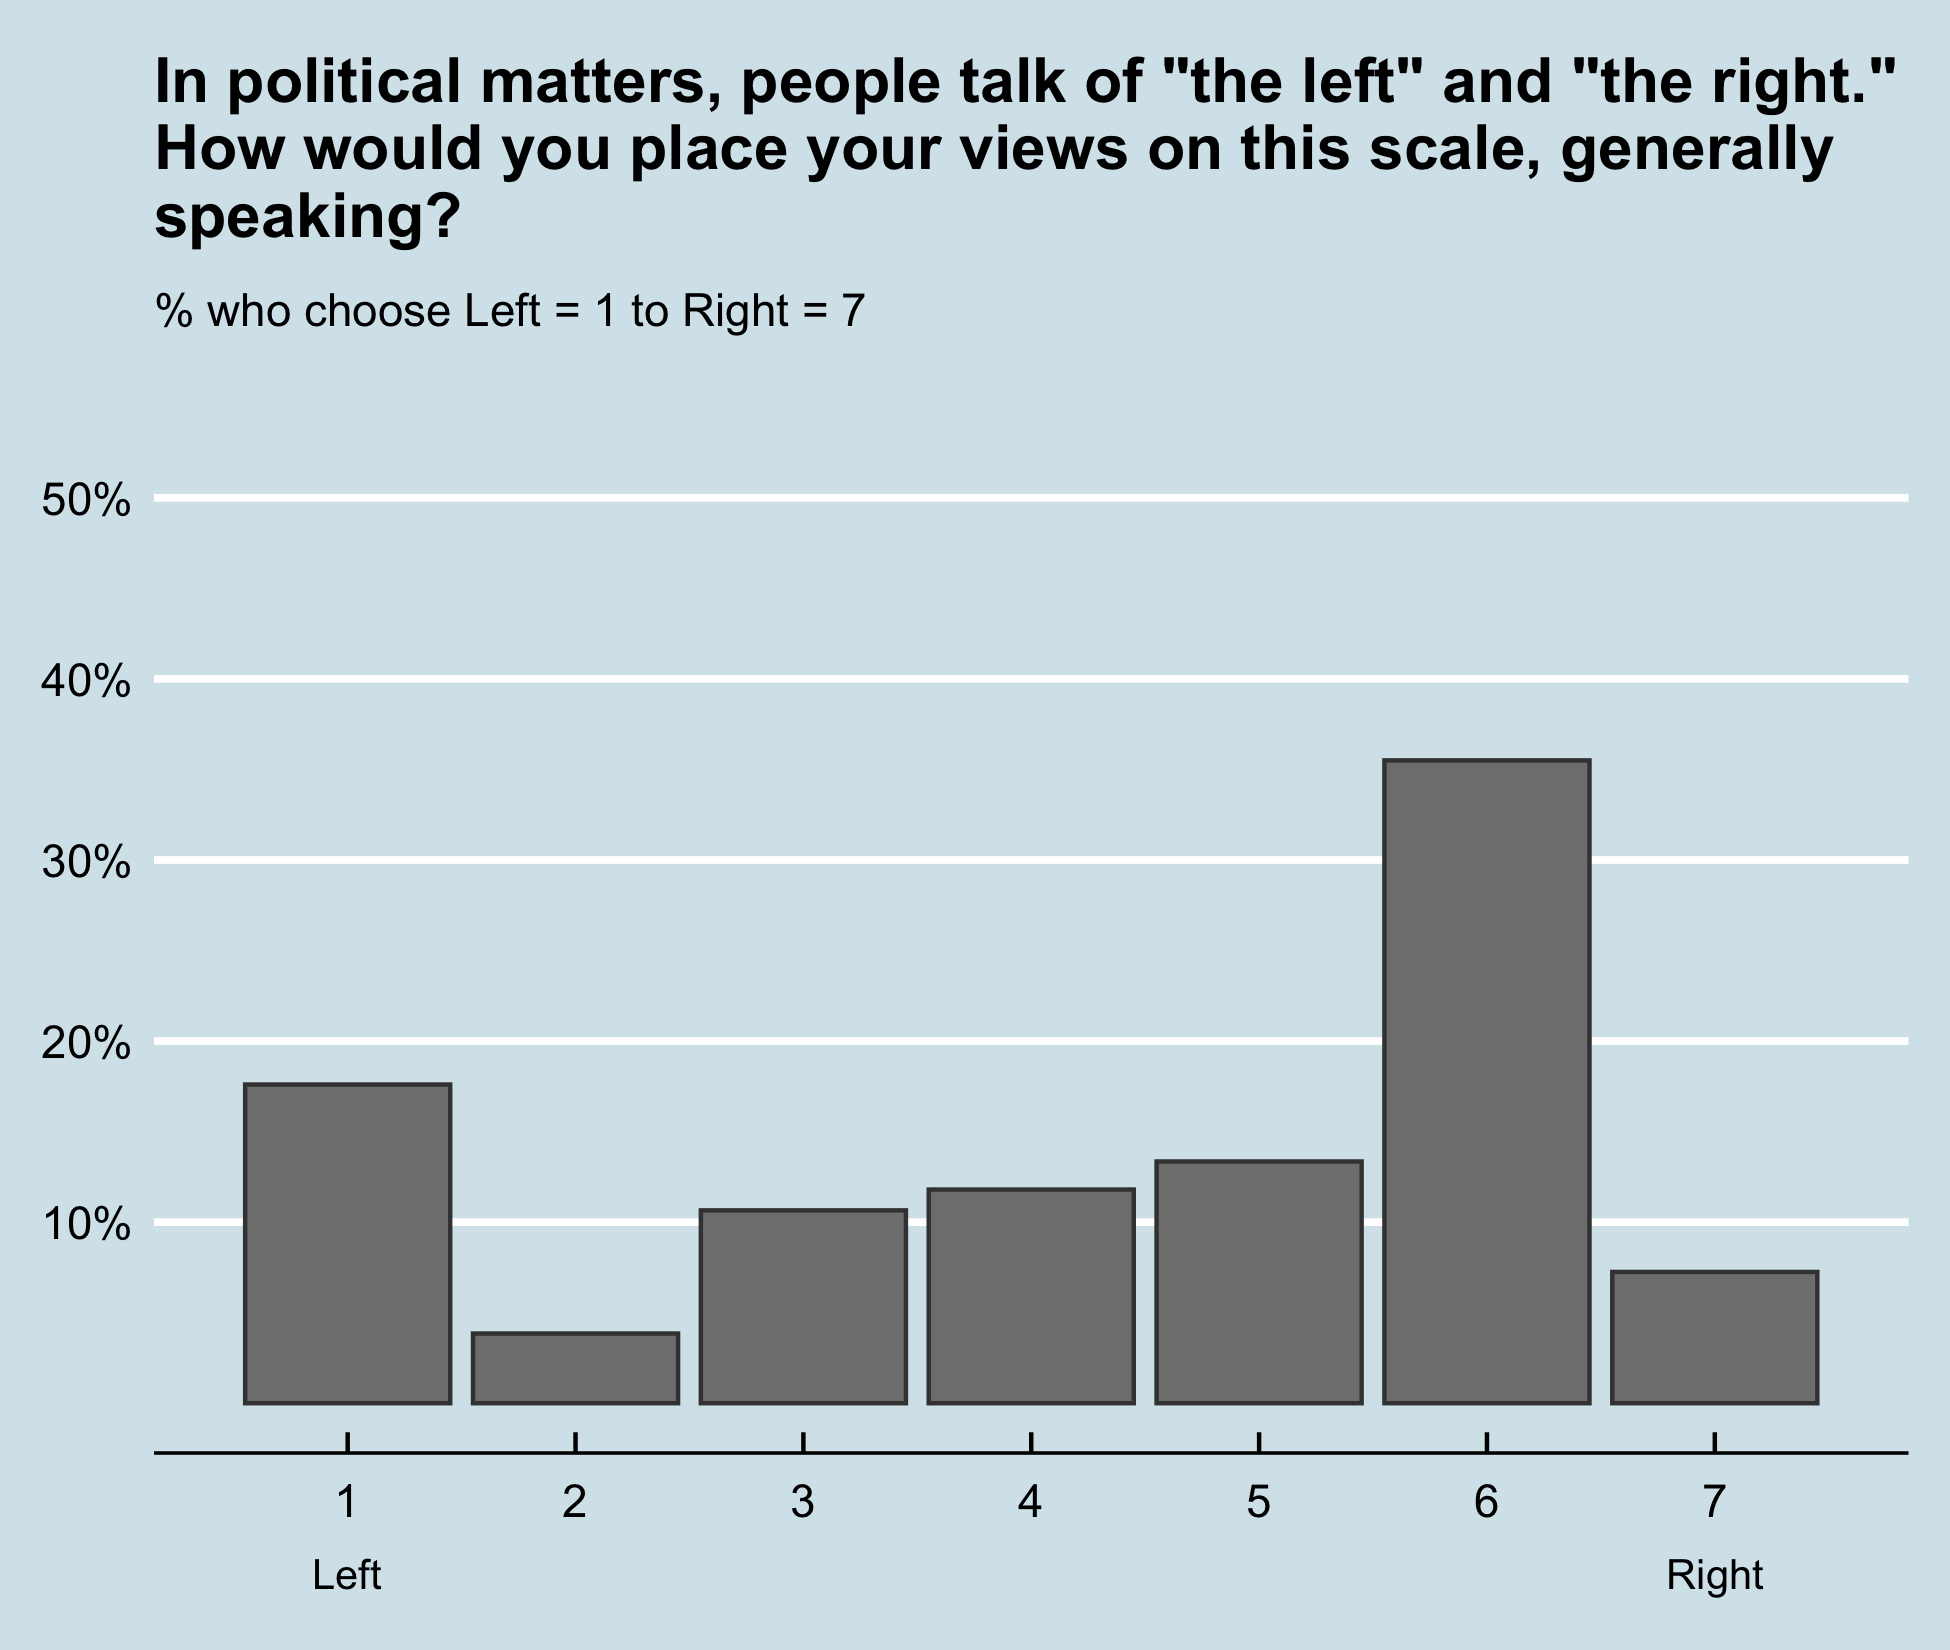 In political matters, people talk of "the left" and "the right."
How would you place your views on this scale, generally
speaking?
% who choose Left = 1 to Right = 7
50%
40%
30%
20%
10%
1 2 3 4 5 6 7
Left Right